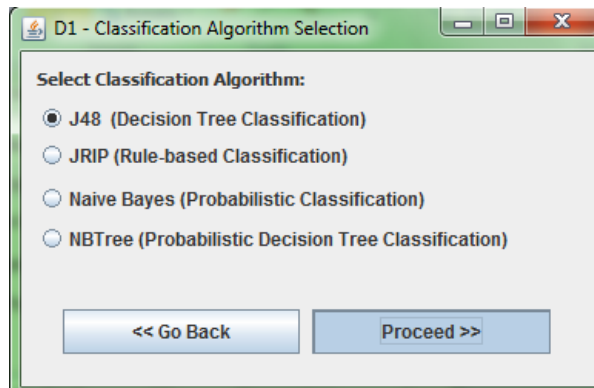 D1 - Classification Algorithm Selection
Select Classification Algorithm:
J48 (Decision Tree Classification)
JRIP (Rule-based Classification)
Naive Bayes (Probabilistic Classification)
NBTree (Probabilistic Decision Tree Classification)
<< Go Back Proceed >>